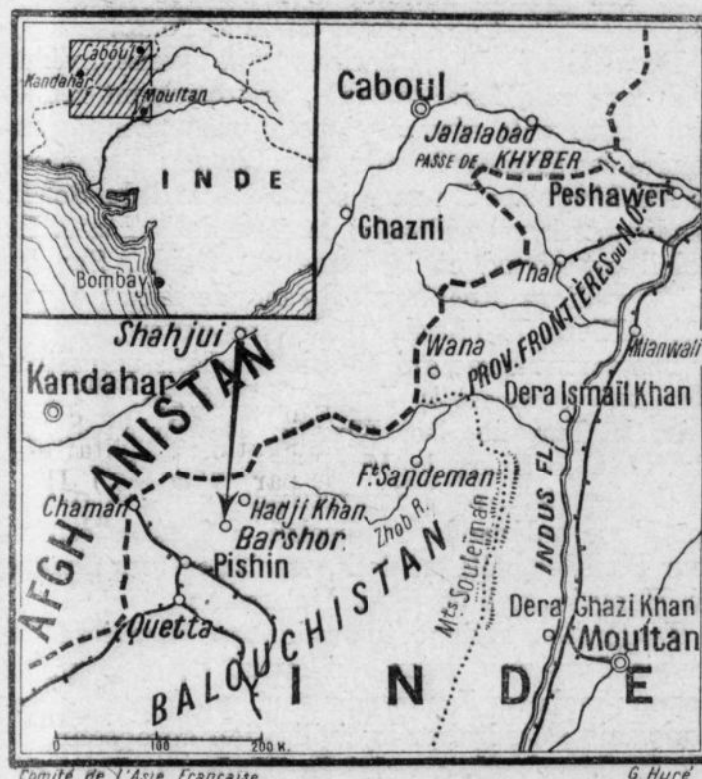 Caboul
Kandahar
Moultan
INDE
Bombay
Caboul
Jalalabad
PASSE DE KHYBER
Peshawer
Ghazni
Thal
PROV. FRONTIÈRES DU N.O.
Shahjui
Wana
Mianwali
Kandahar
Dera Ismaïl Khan
AFGHANISTAN
Ft. Sandeman
INDUS FL.
Chaman
Hadji Khan
Zhob R.
Barshor
Mts Souleiman
Pishin
Dera Ghazi Khan
Quetta
Moultan
BALOUCHISTAN
INDE
0 100 200 K.
Comité de l'Asie Française
G. Huré